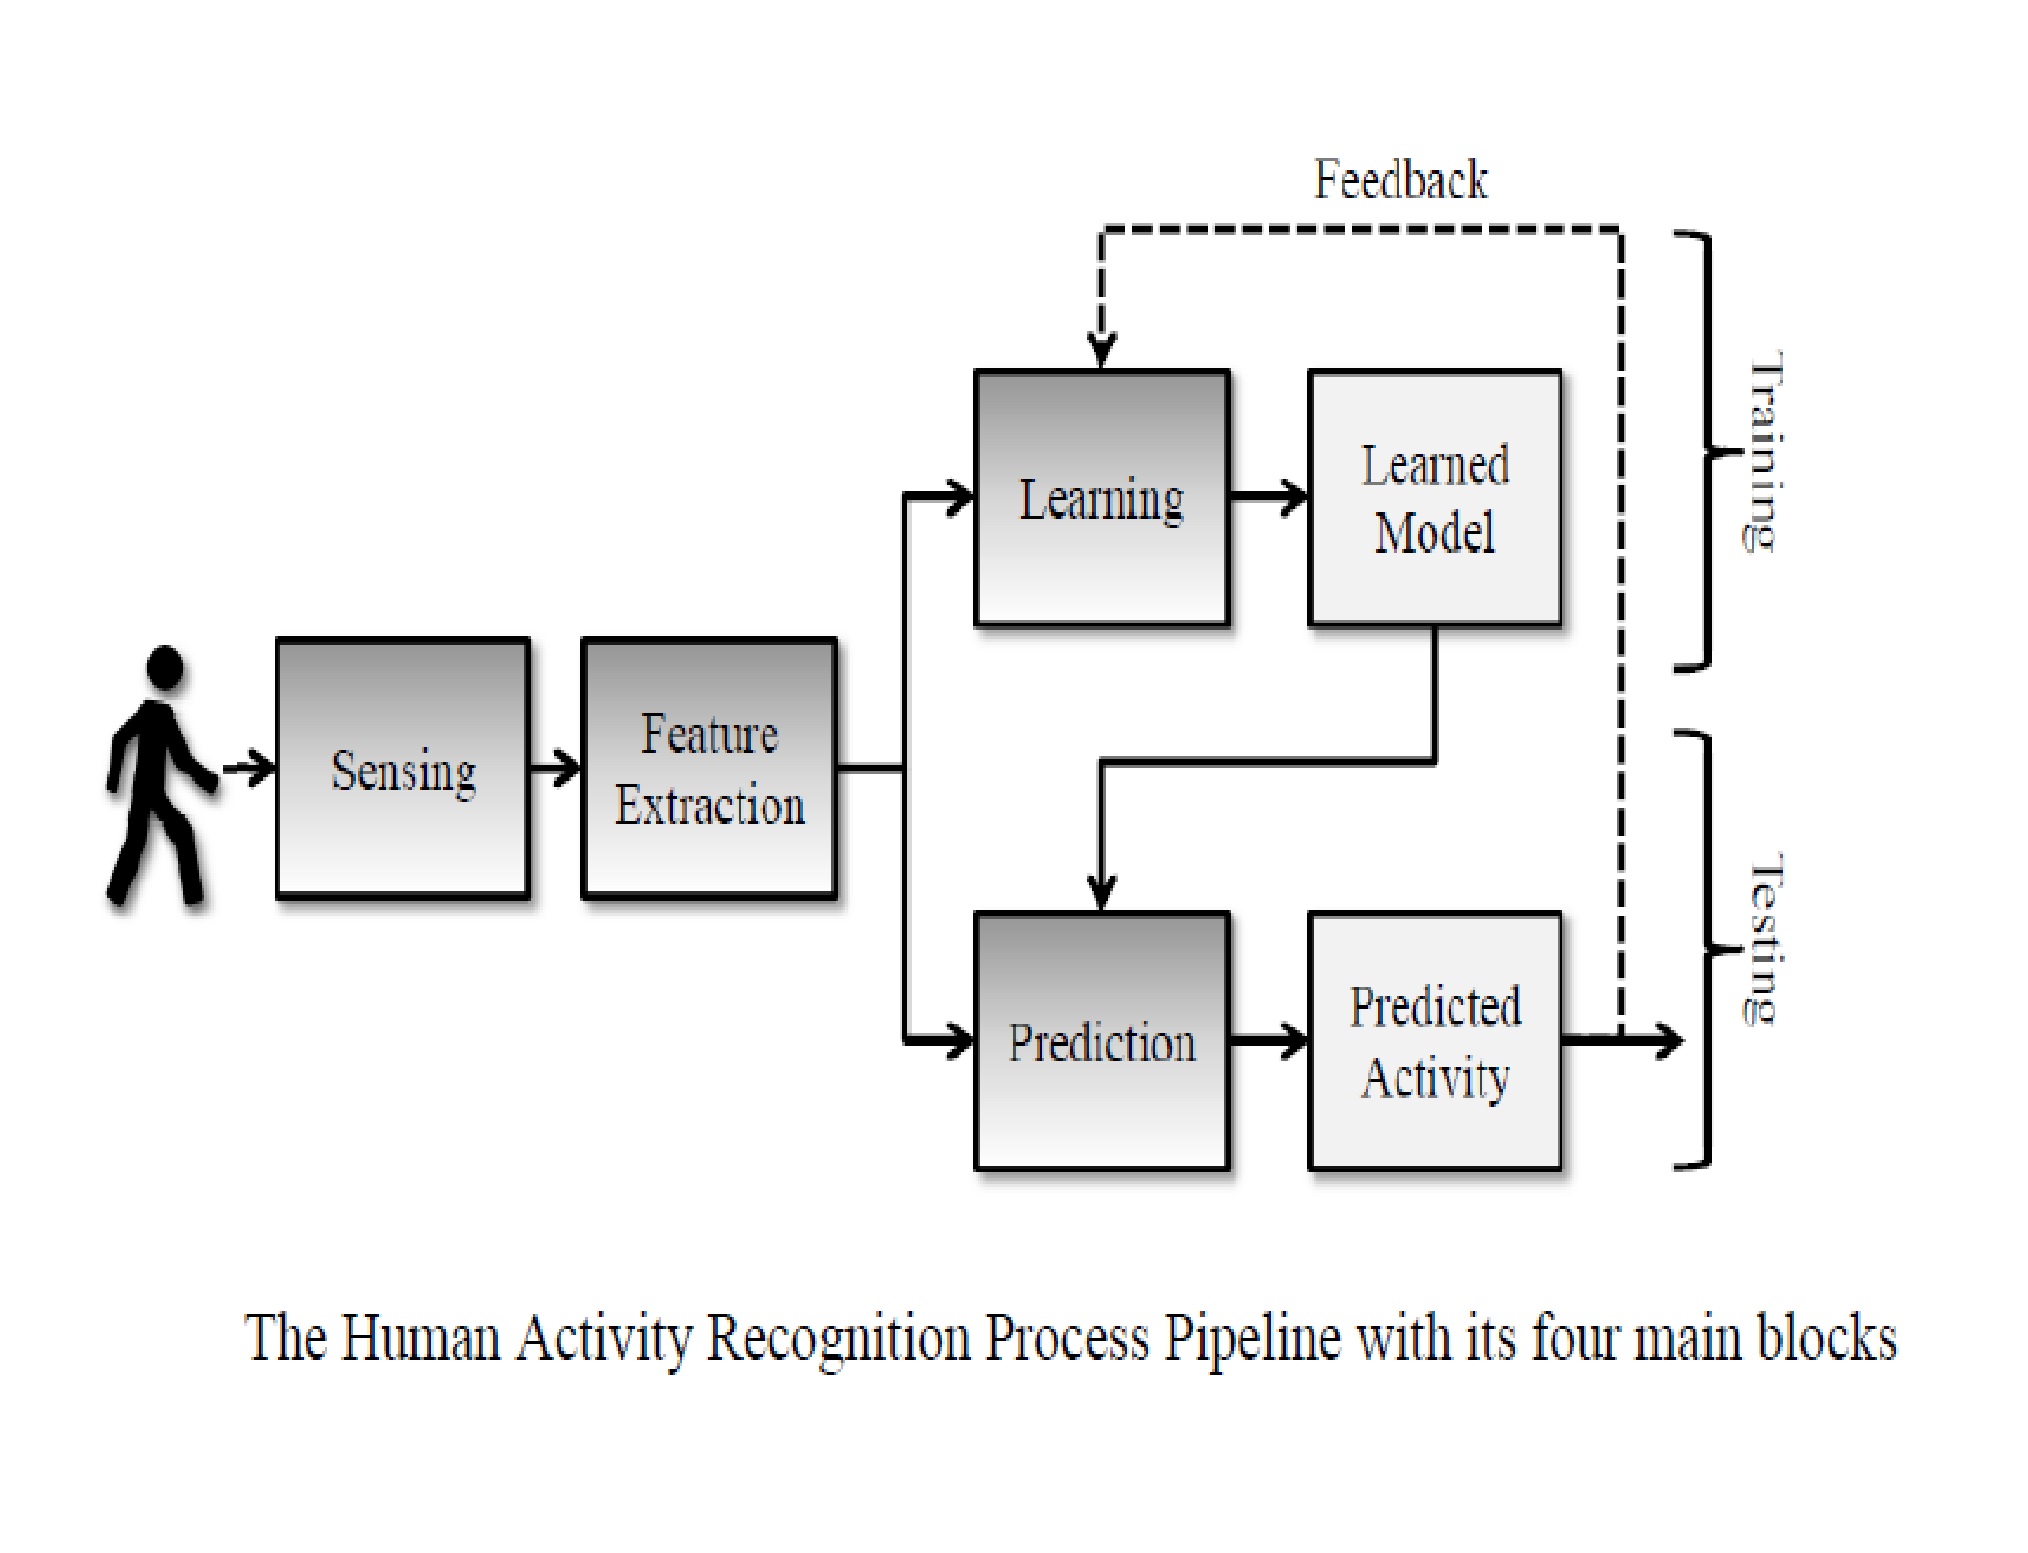 Feedback
Learning
Learned
Model
Training
Sensing
Feature
Extraction
Prediction
Predicted
Activity
Testing
The Human Activity Recognition Process Pipeline with its four main blocks